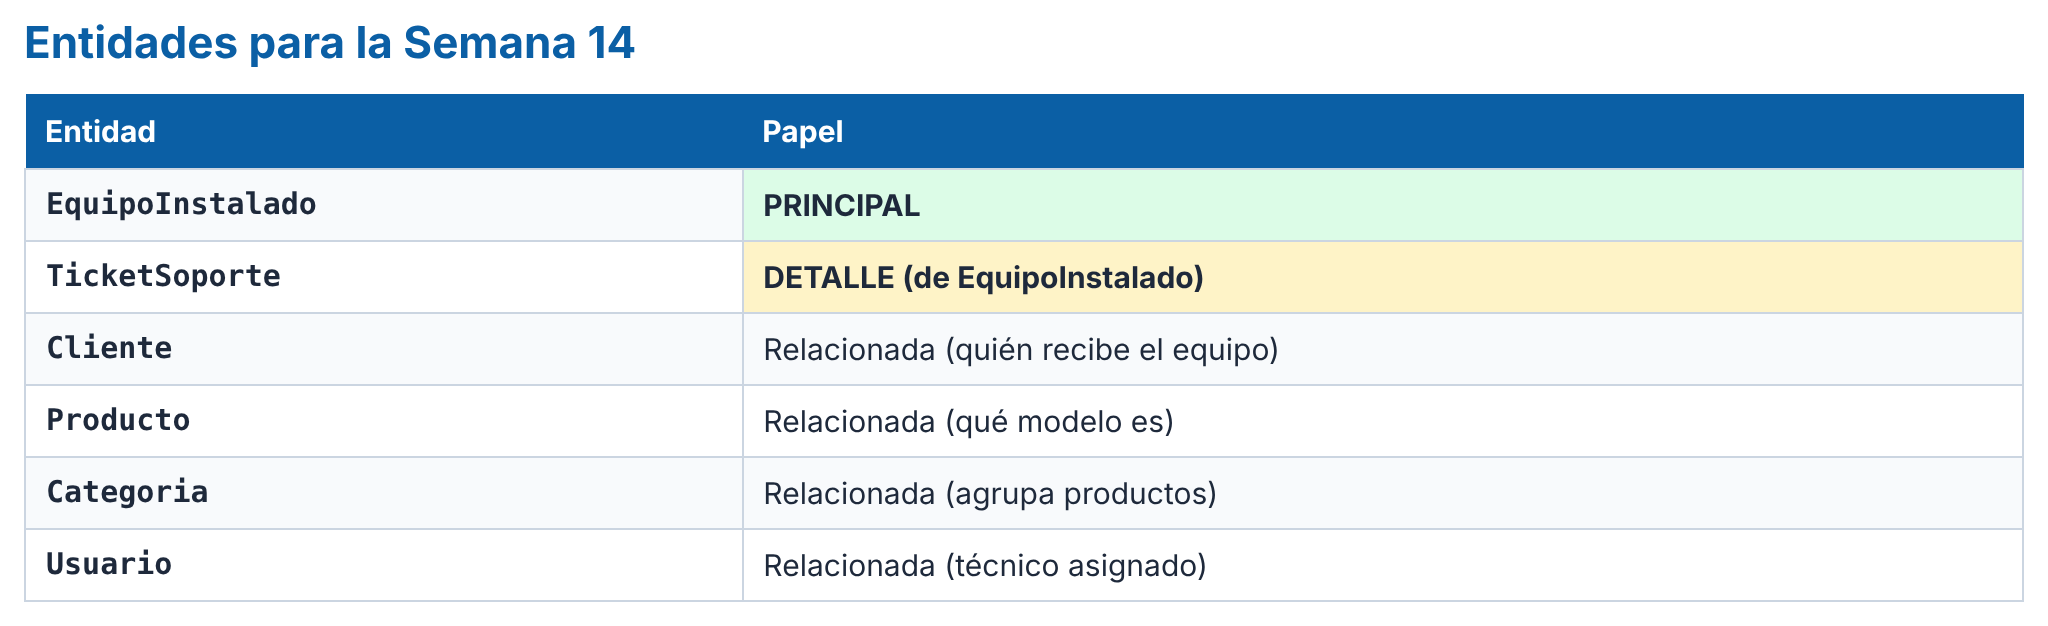 Entidades para la Semana 14
Entidad Papel
EquipoInstalado PRINCIPAL
TicketSoporte DETALLE (de EquipoInstalado)
Cliente Relacionada (quién recibe el equipo)
Producto Relacionada (qué modelo es)
Categoria Relacionada (agrupa productos)
Usuario Relacionada (técnico asignado)